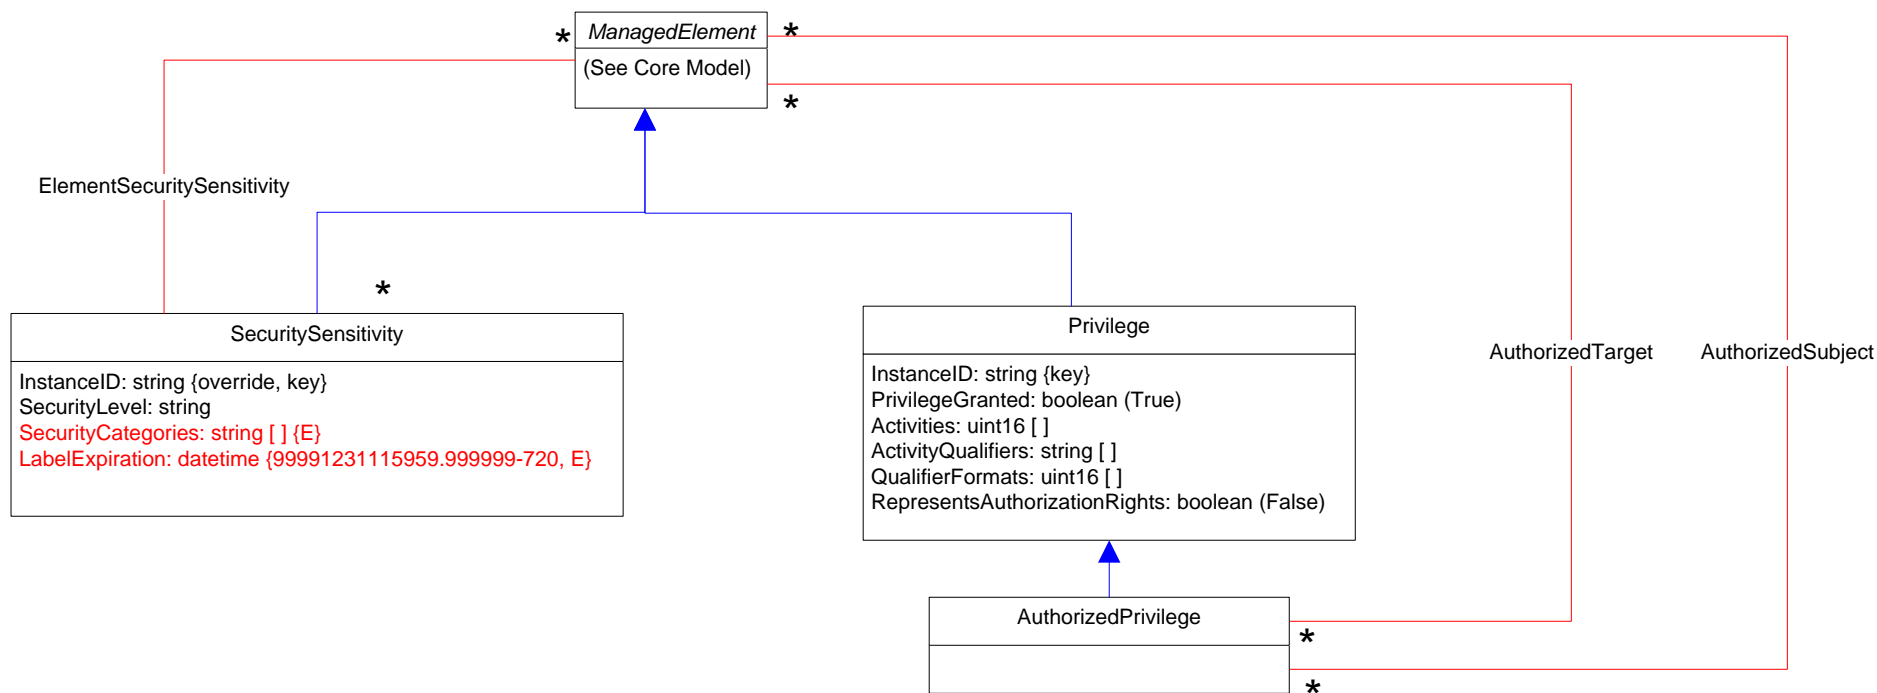 *
ManagedElement
*
(See Core Model)
*
ElementSecuritySensitivity
*
SecuritySensitivity
InstanceID: string {override, key}
SecurityLevel: string
SecurityCategories: string [ ] {E}
LabelExpiration: datetime {99991231115959.999999-720, E}
Privilege
InstanceID: string {key}
PrivilegeGranted: boolean (True)
Activities: uint16 [ ]
ActivityQualifiers: string [ ]
QualifierFormats: uint16 [ ]
RepresentsAuthorizationRights: boolean (False)
AuthorizedTarget
AuthorizedSubject
AuthorizedPrivilege
*
*